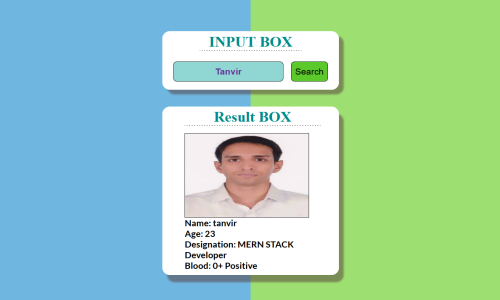 INPUT BOX
Tanvir
Search
Result BOX
Name: tanvir
Age: 23
Designation: MERN STACK
Developer
Blood: 0+ Positive